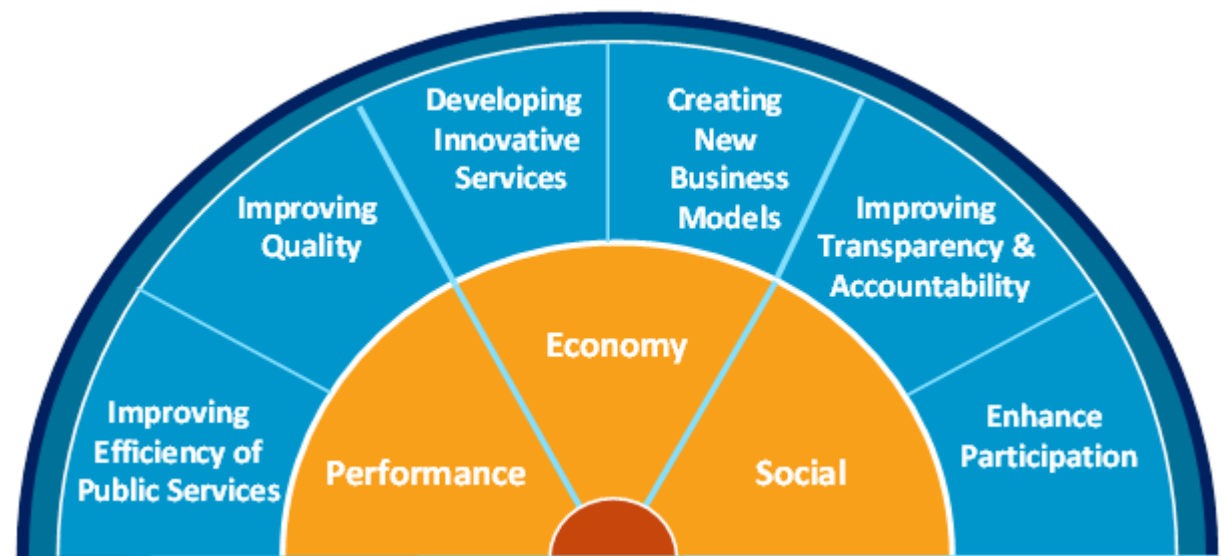 Developing
Innovative
Services
Creating
New
Business
Models
Improving
Quality
Improving
Transparency &
Accountability
Improving
Efficiency of
Public Services
Enhance
Participation
Economy
Performance
Social